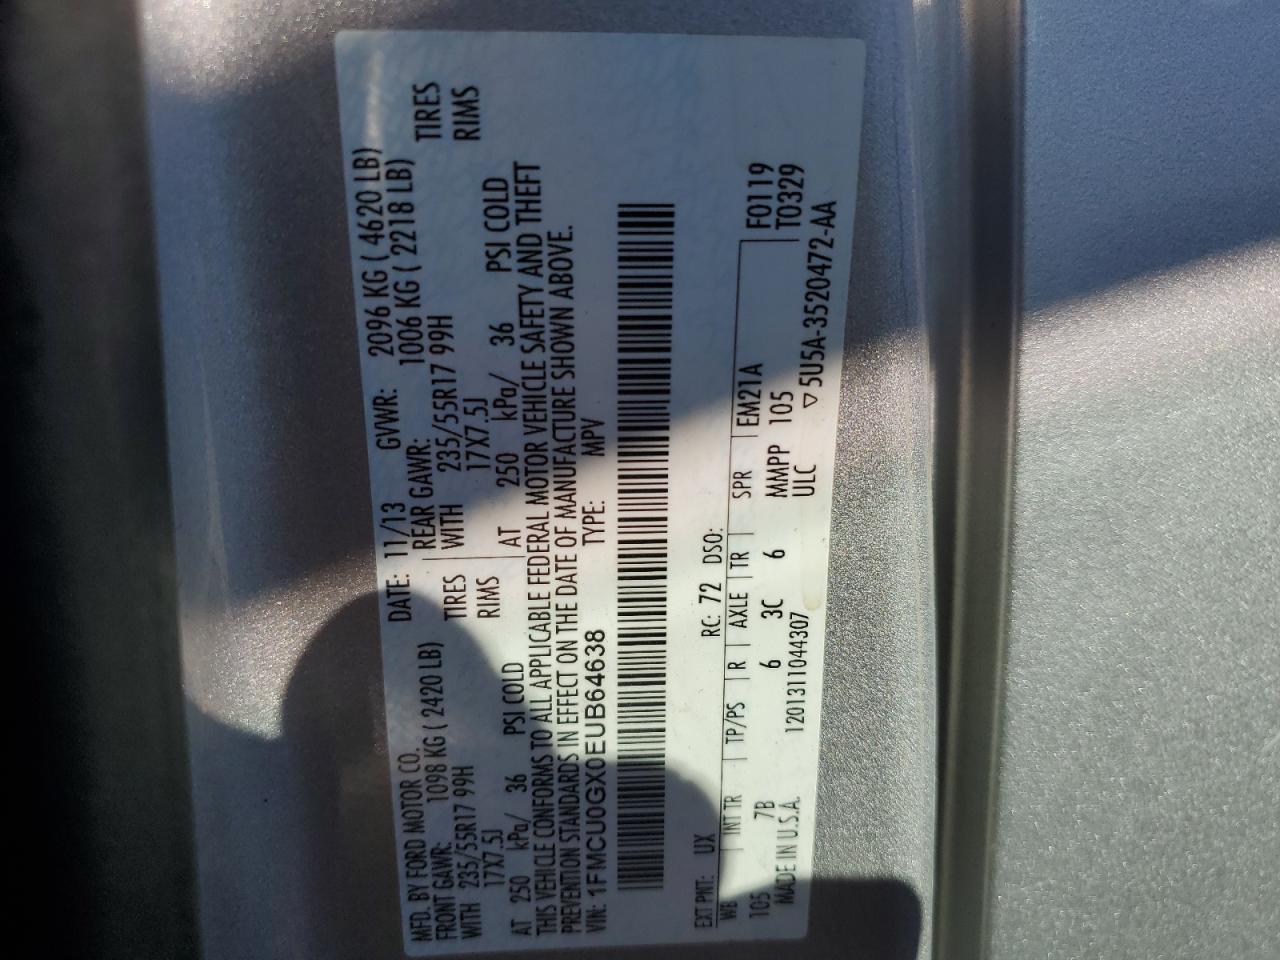 MFD. BY FORD MOTOR CO.
DATE: 11/13 GVWR: 2096 KG ( 4620 LB)
FRONT GAWR: 1098 KG ( 2420 LB) REAR GAWR: 1006 KG ( 2218 LB)
WITH 235/55R17 99H TIRES WITH 235/55R17 99H TIRES
17X7.5J RIMS 17X7.5J RIMS
AT 250 kPa/ 36 PSI COLD AT 250 kPa/ 36 PSI COLD
THIS VEHICLE CONFORMS TO ALL APPLICABLE FEDERAL MOTOR VEHICLE SAFETY AND THEFT
PREVENTION STANDARDS IN EFFECT ON THE DATE OF MANUFACTURE SHOWN ABOVE.
VIN: 1FMCU0GX0EUB64638 TYPE: MPV
EXT PNT: UX RC: 72 DSO: F0119
WB INT TR TP/PS R AXLE TR SPR EM21A T0329
105 7B 6 3C 6 MMPP 105
MADE IN U.S.A. 1201311044307 ULC ▽5U5A-3520472-AA